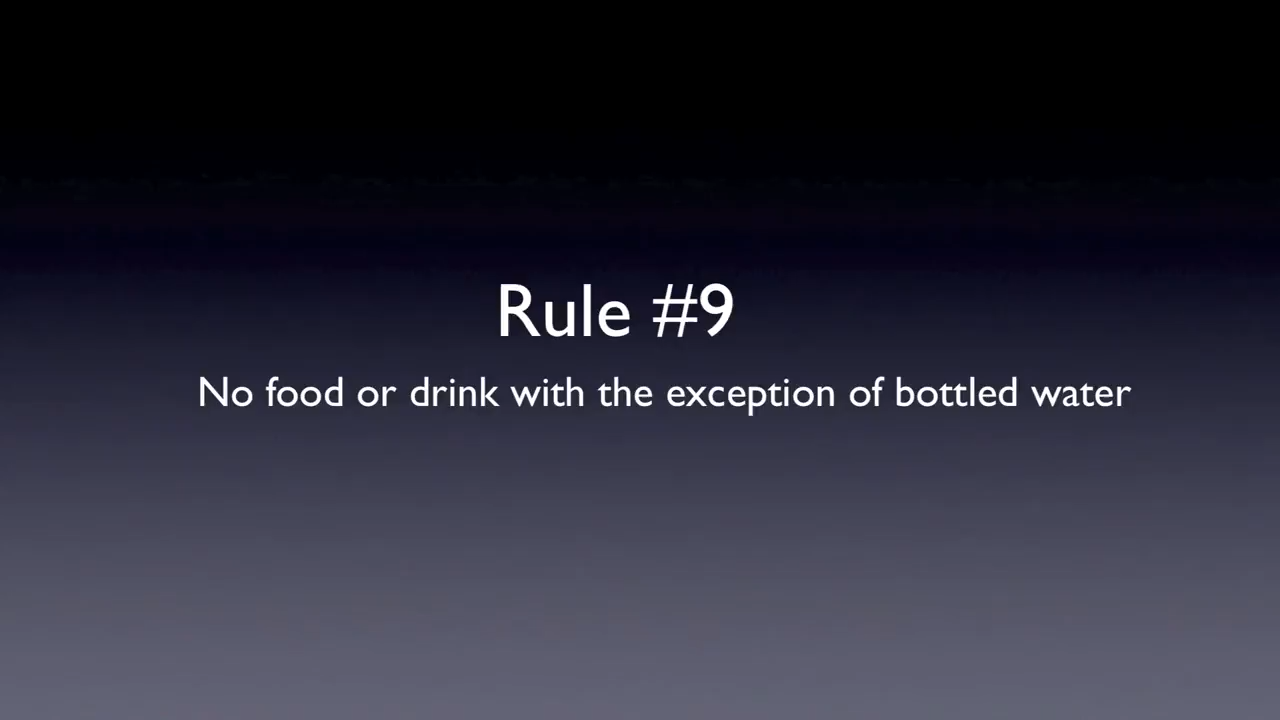 Rule #9
No food or drink with the exception of bottled water